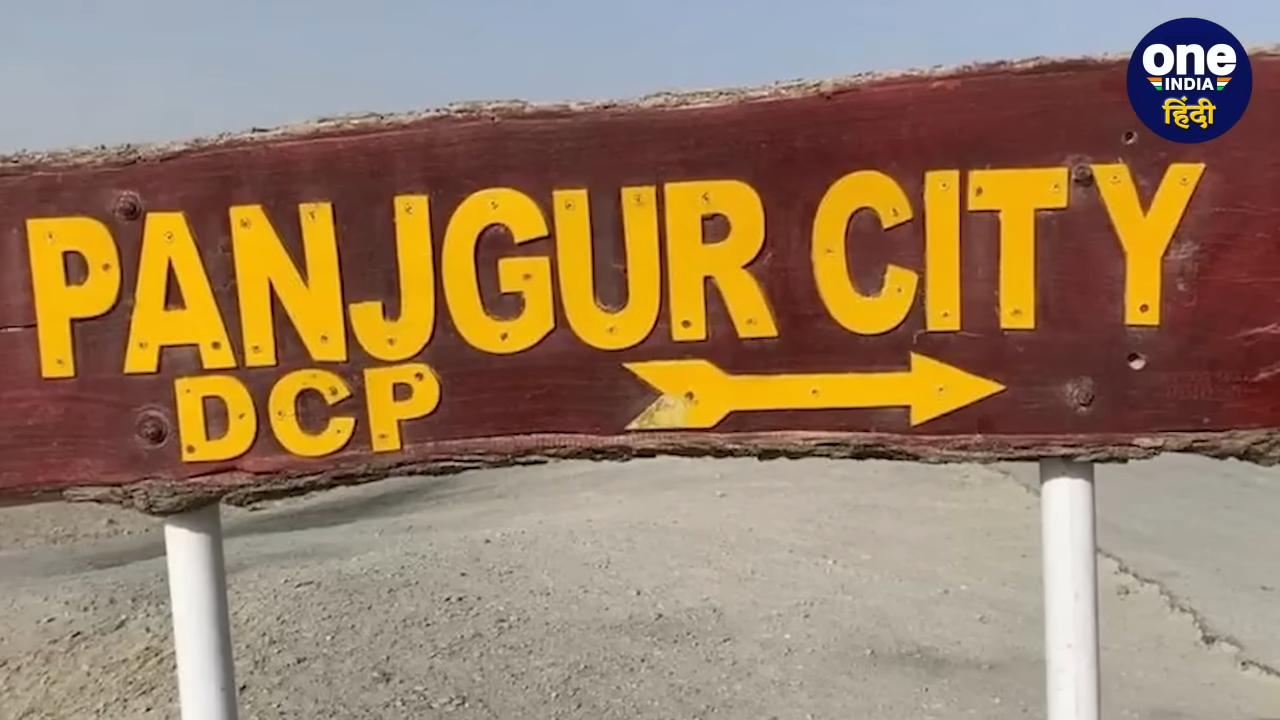 one
INDIA
हिंदी
PANJGUR CITY
DCP